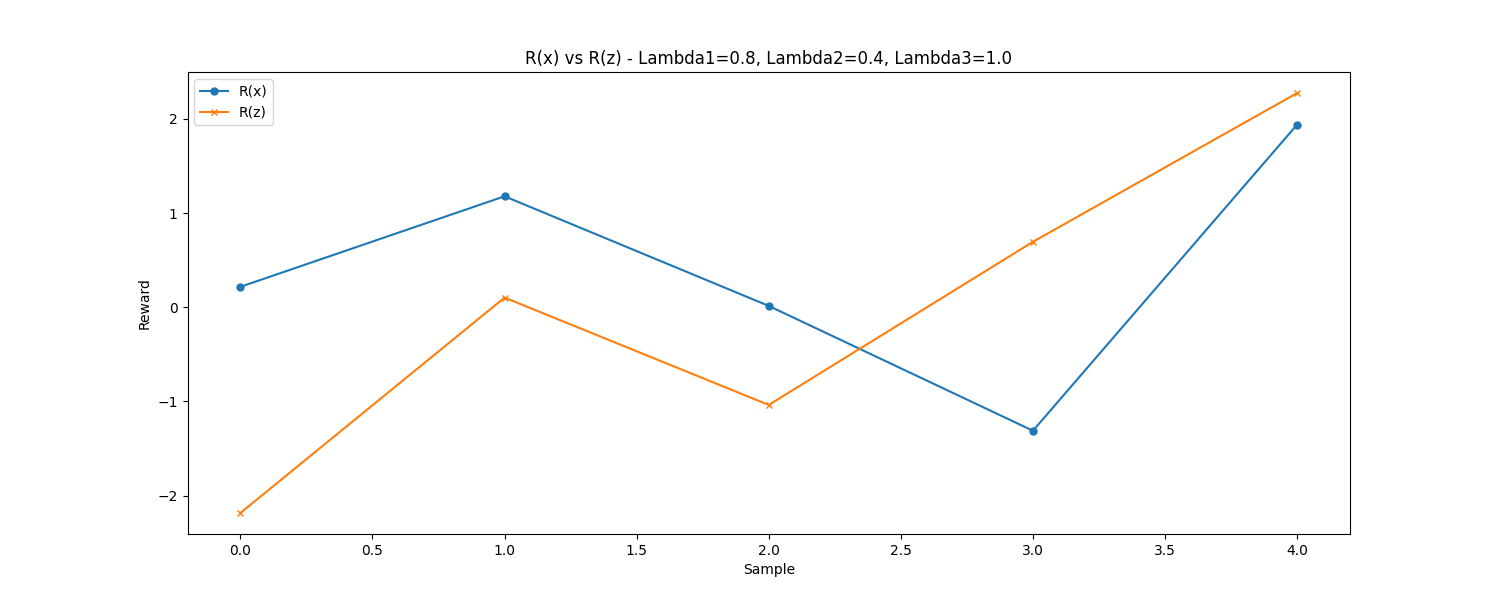 R(x) vs R(z) - Lambda1=0.8, Lambda2=0.4, Lambda3=1.0
R(x)
R(z)
2
1
0
−1
−2
Reward
0.0 0.5 1.0 1.5 2.0 2.5 3.0 3.5 4.0
Sample